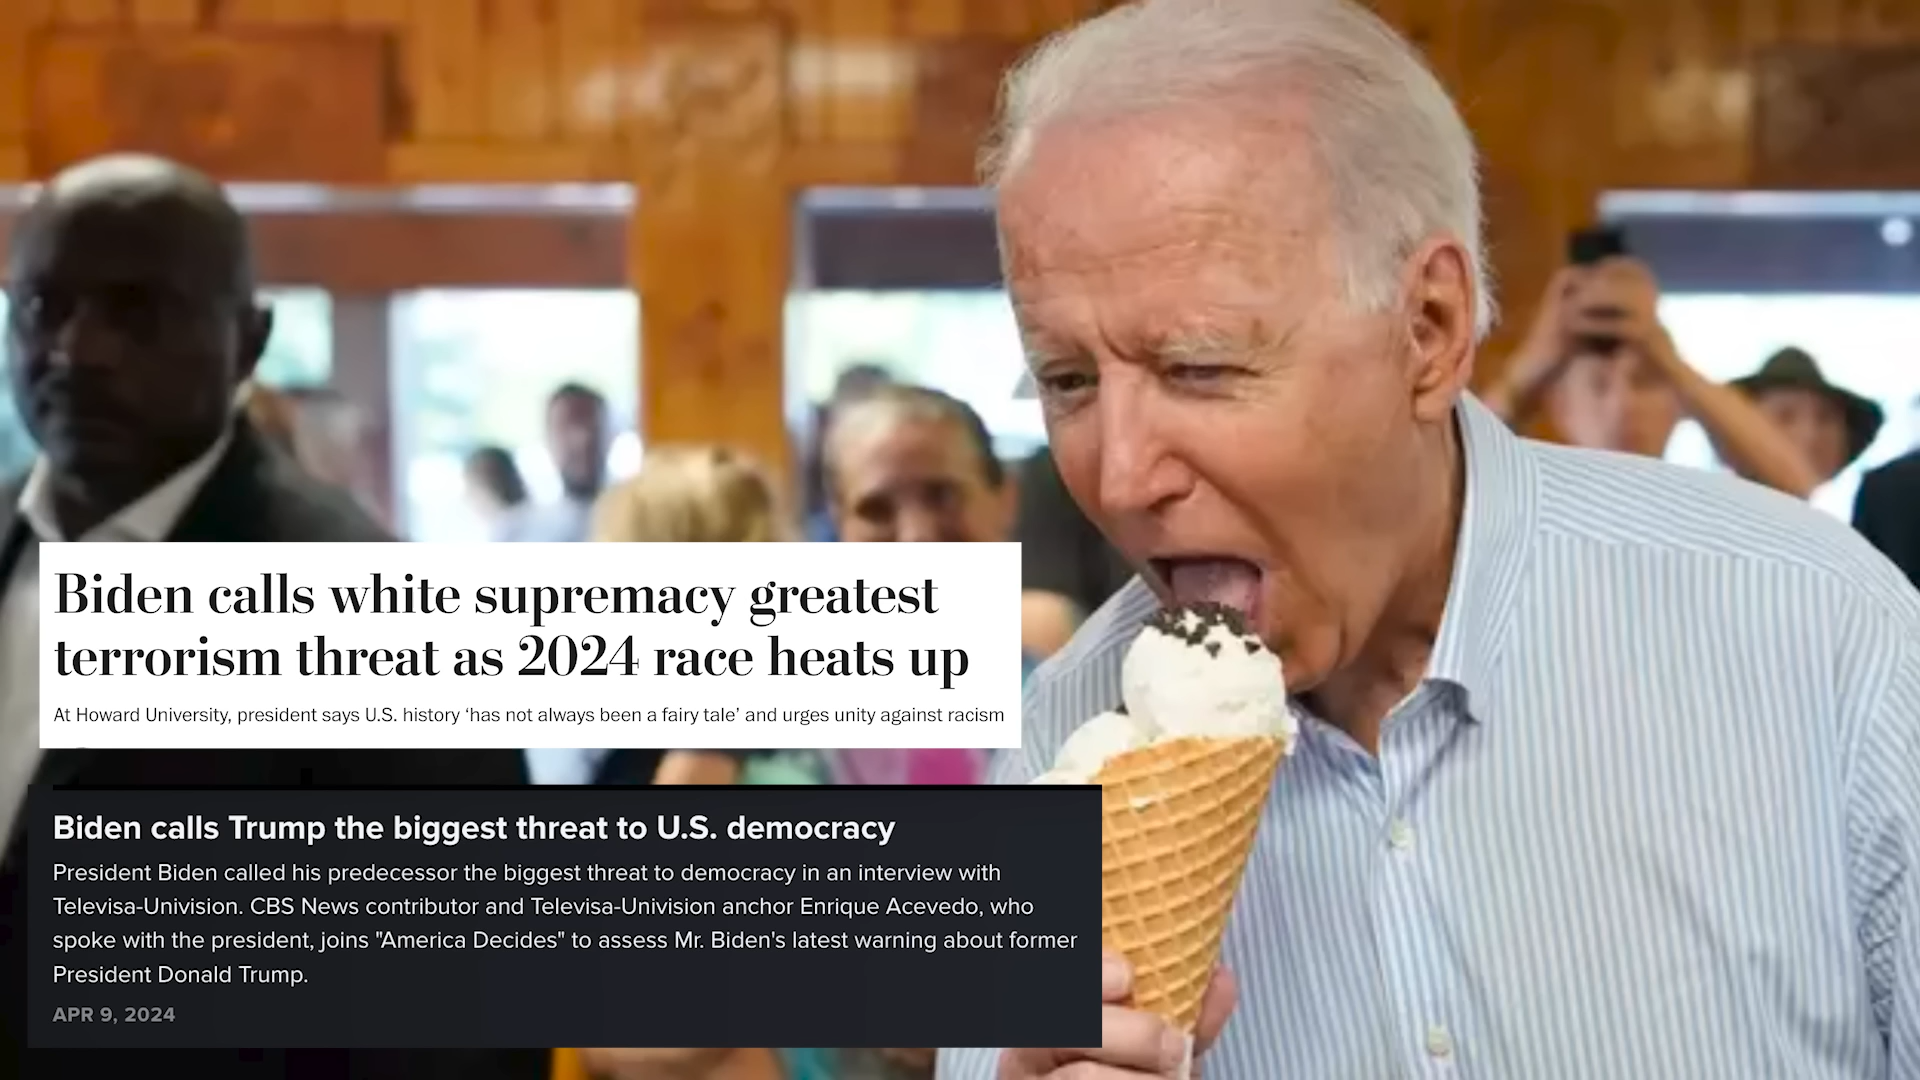 Biden calls white supremacy greatest
terrorism threat as 2024 race heats up
At Howard University, president says U.S. history ‘has not always been a fairy tale’ and urges unity against racism
Biden calls Trump the biggest threat to U.S. democracy
President Biden called his predecessor the biggest threat to democracy in an interview with
Televisa-Univision. CBS News contributor and Televisa-Univision anchor Enrique Acevedo, who
spoke with the president, joins "America Decides" to assess Mr. Biden's latest warning about former
President Donald Trump.
APR 9, 2024